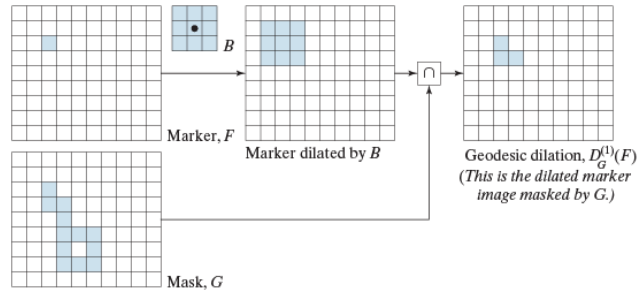 B
∩
Marker, F
Marker dilated by B
Geodesic dilation, D_G^(1)(F)
(This is the dilated marker
image masked by G.)
Mask, G